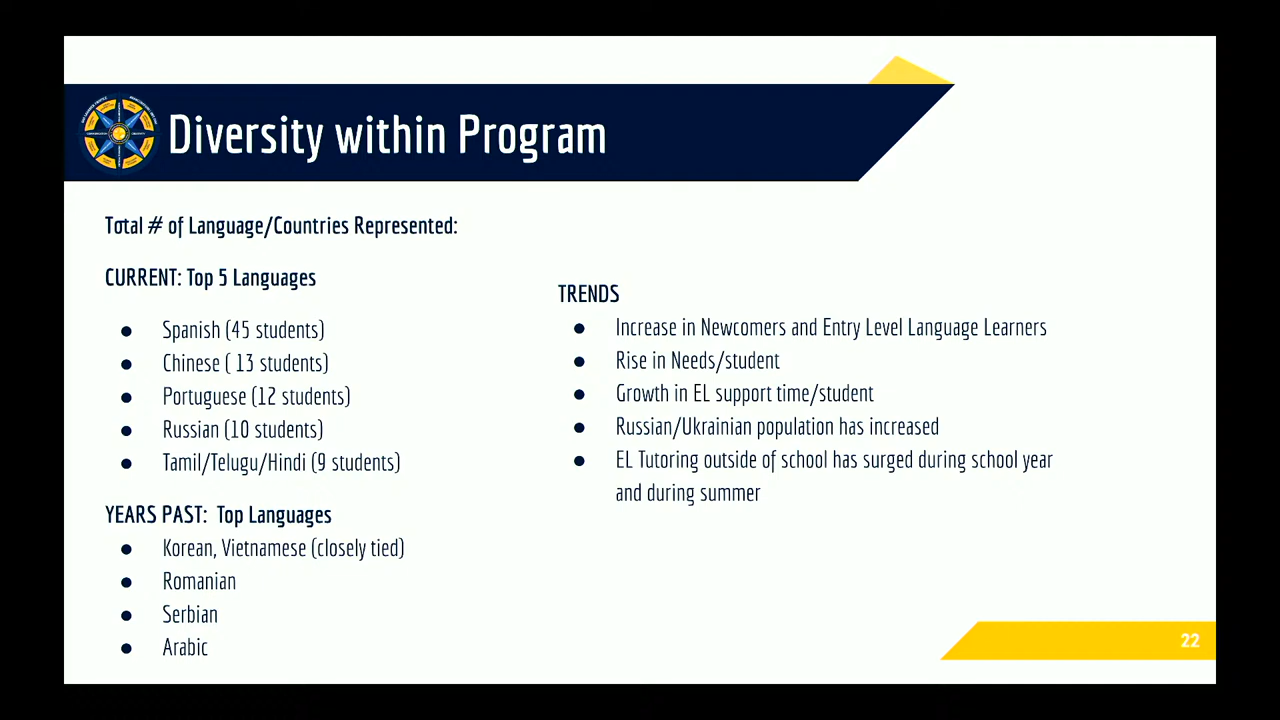 Diversity within Program
Total # of Language/Countries Represented:
CURRENT: Top 5 Languages
● Spanish (45 students)
● Chinese ( 13 students)
● Portuguese (12 students)
● Russian (10 students)
● Tamil/Telugu/Hindi (9 students)
YEARS PAST: Top Languages
● Korean, Vietnamese (closely tied)
● Romanian
● Serbian
● Arabic
TRENDS
● Increase in Newcomers and Entry Level Language Learners
● Rise in Needs/student
● Growth in EL support time/student
● Russian/Ukrainian population has increased
● EL Tutoring outside of school has surged during school year
and during summer
22